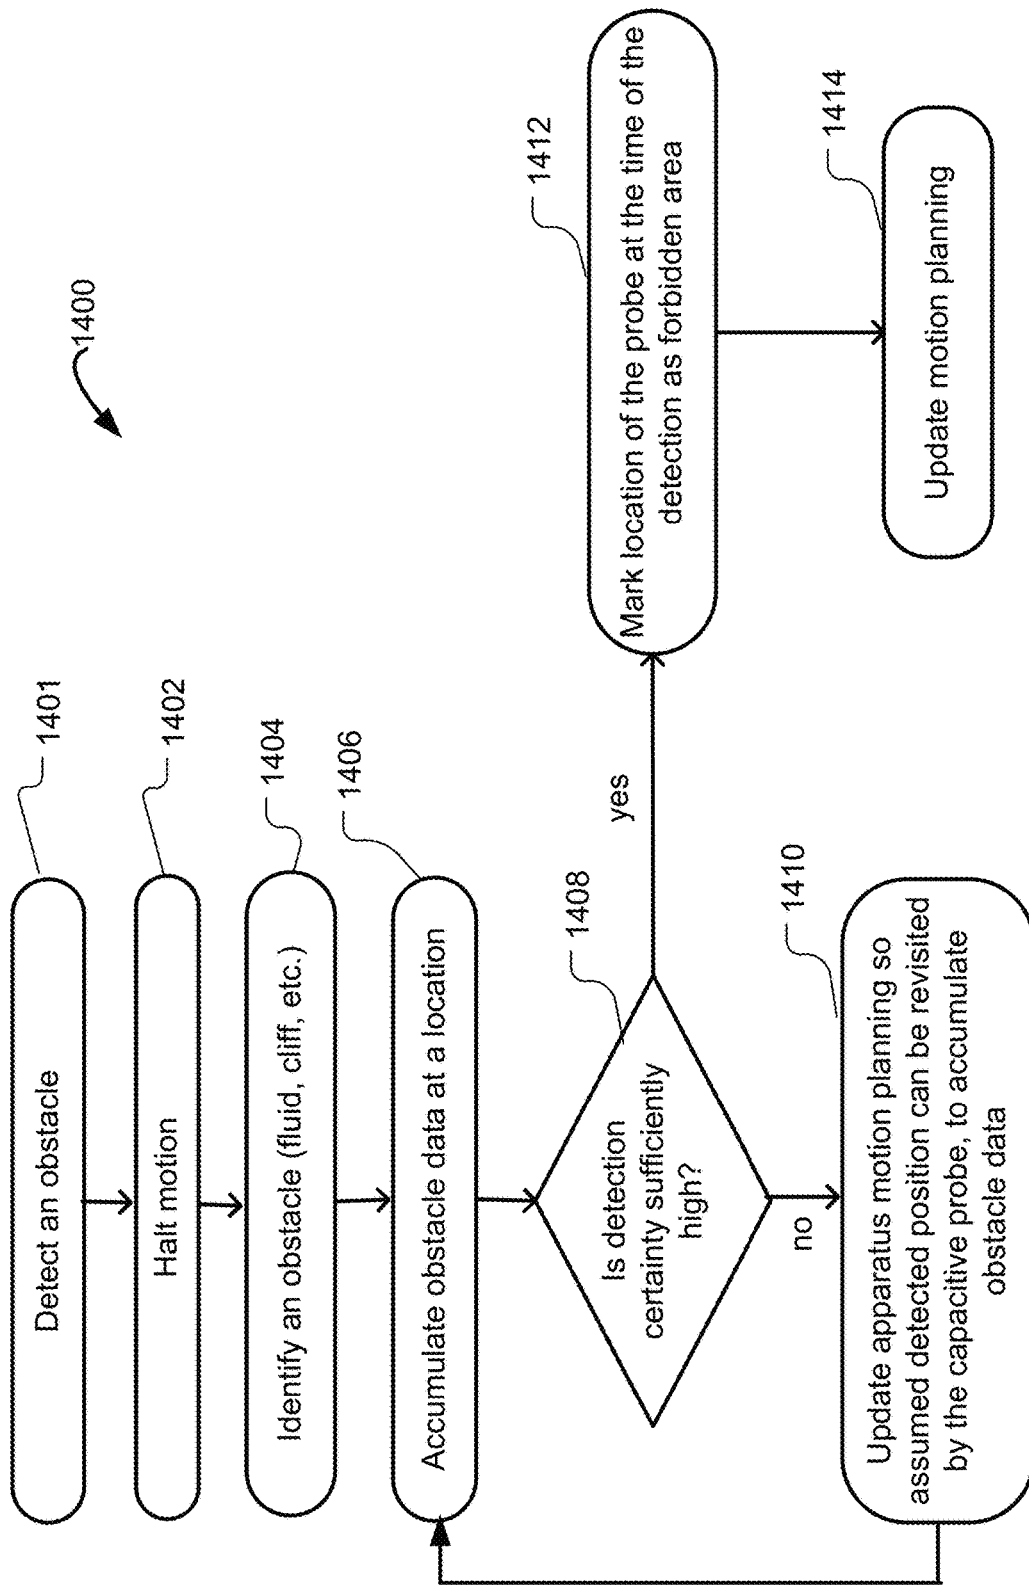 1400
Detect an obstacle
1401
Halt motion
1402
Identify an obstacle (fluid, cliff, etc.)
1404
Accumulate obstacle data at a location
1406
Is detection
certainty sufficiently
high?
1408
yes
no
Update apparatus motion planning so
assumed detected position can be revisited
by the capacitive probe, to accumulate
obstacle data
1410
Mark location of the probe at the time of the
detection as forbidden area
1412
Update motion planning
1414